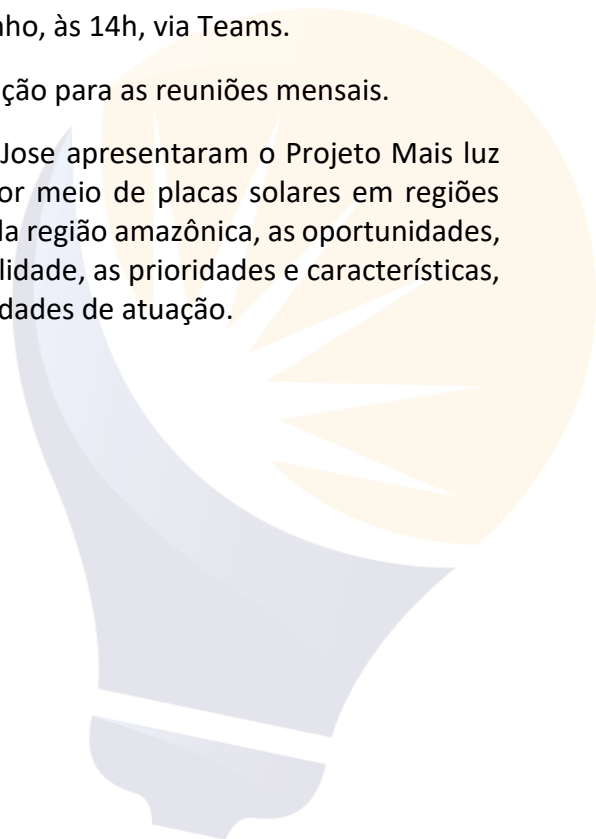 nho, às 14h, via Teams.
ção para as reuniões mensais.
Jose apresentaram o Projeto Mais luz
or meio de placas solares em regiões
la região amazônica, as oportunidades,
lidade, as prioridades e características,
dades de atuação.